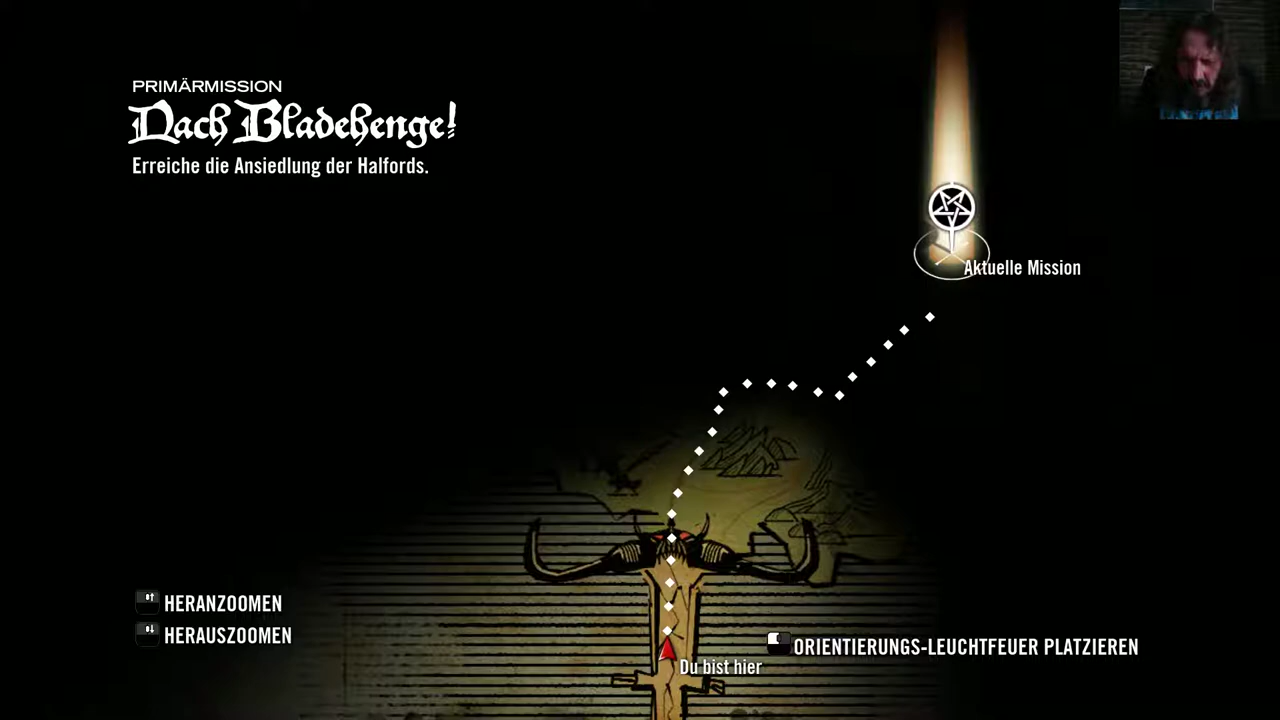 PRIMÄRMISSION
Nach Bladehenge!
Erreiche die Ansiedlung der Halfords.
Aktuelle Mission
HERANZOOMEN
HERAUSZOOMEN
ORIENTIERUNGS-LEUCHTFEUER PLATZIEREN
Du bist hier